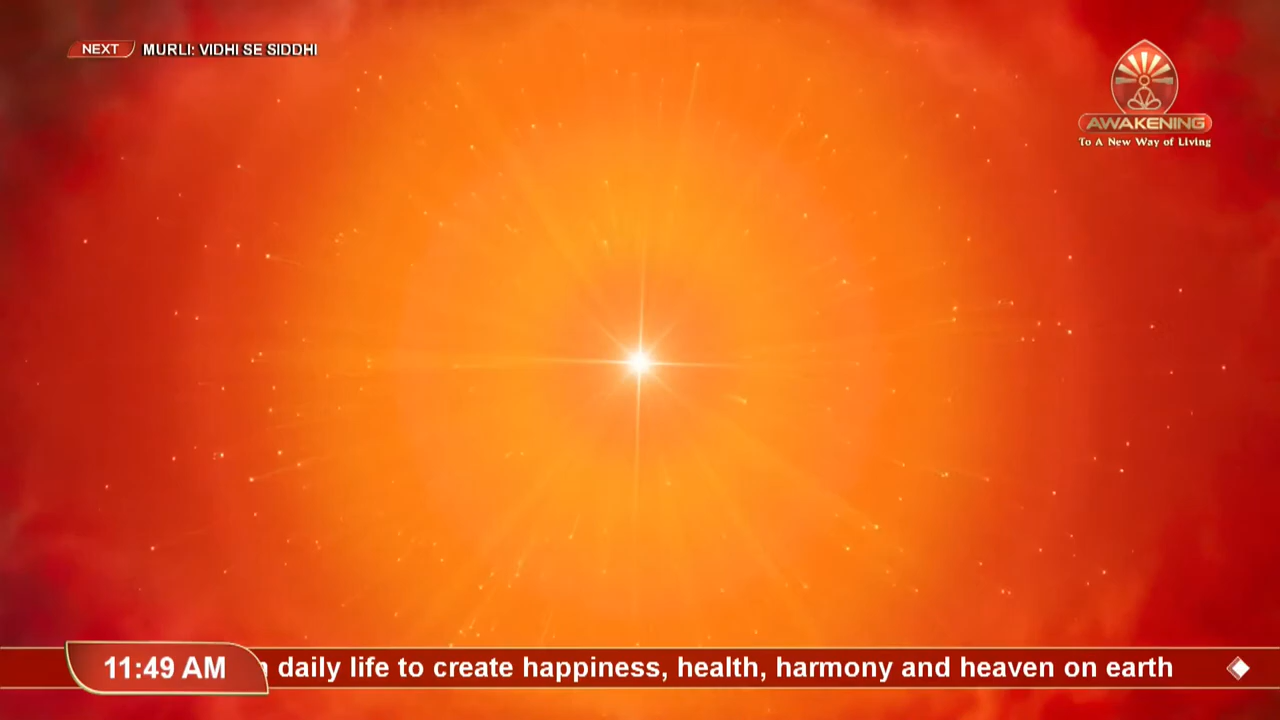 NEXT MURLI: VIDHI SE SIDDHI
AWAKENING
To A New Way of Living
11:49 AM daily life to create happiness, health, harmony and heaven on earth